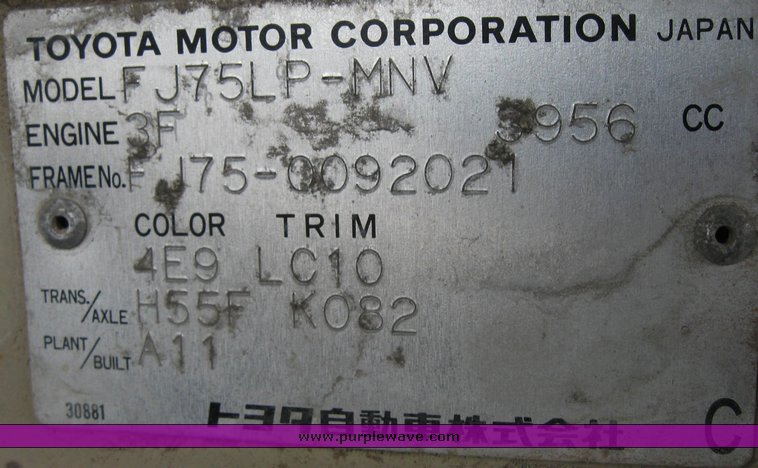 TOYOTA MOTOR CORPORATION JAPAN
MODEL FJ75LP-MNV
ENGINE 3F 3956 CC
FRAME No. FJ75-0092021
COLOR TRIM
4E9 LC10
TRANS./AXLE H55F K082
PLANT/BUILT A11
30881 トヨタ自動車株式会社 C
www.purplewave.com